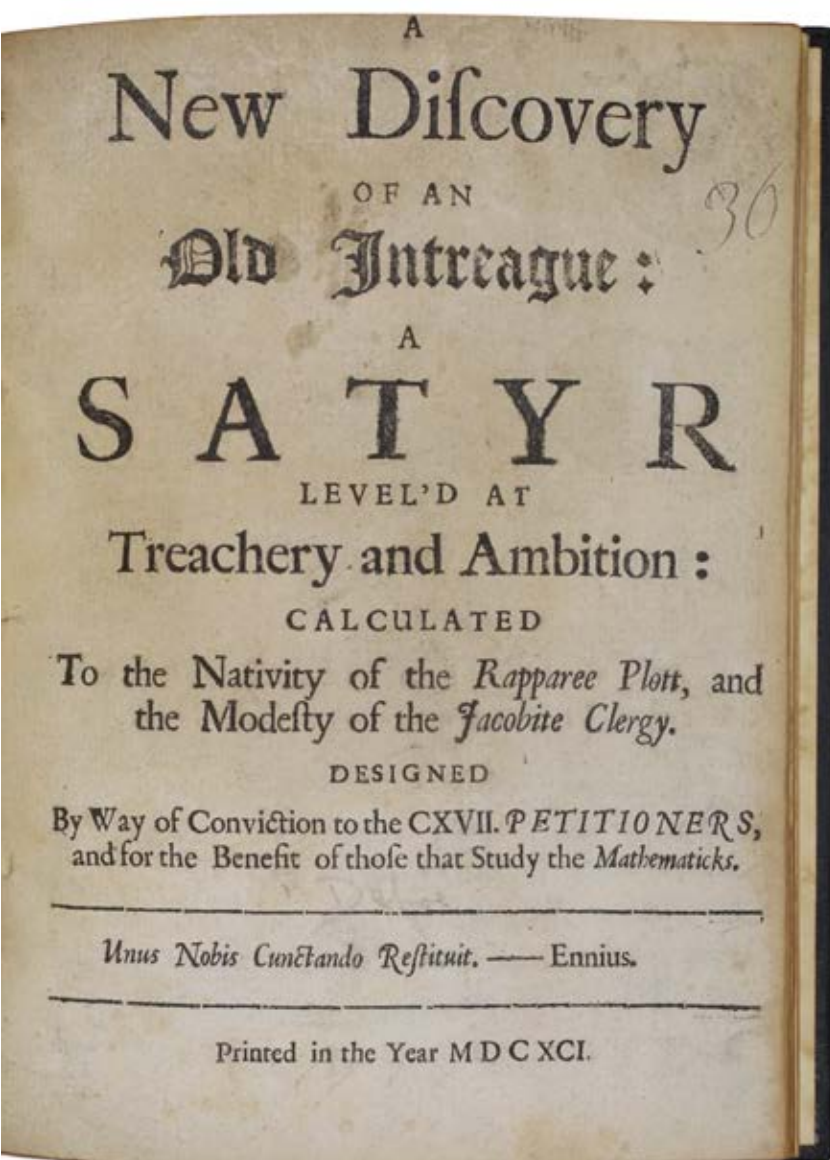 A
New Diſcovery
OF AN
36
Old Intreague:
A
SATYR
LEVEL'D AT
Treachery and Ambition:
CALCULATED
To the Nativity of the Rapparee Plott, and
the Modeſty of the Jacobite Clergy.
DESIGNED
By Way of Conviction to the CXVII. PETITIONERS,
and for the Benefit of thoſe that Study the Mathematicks.
Unus Nobis Cunctando Reſtituit. —— Ennius.
Printed in the Year M D C XCI.